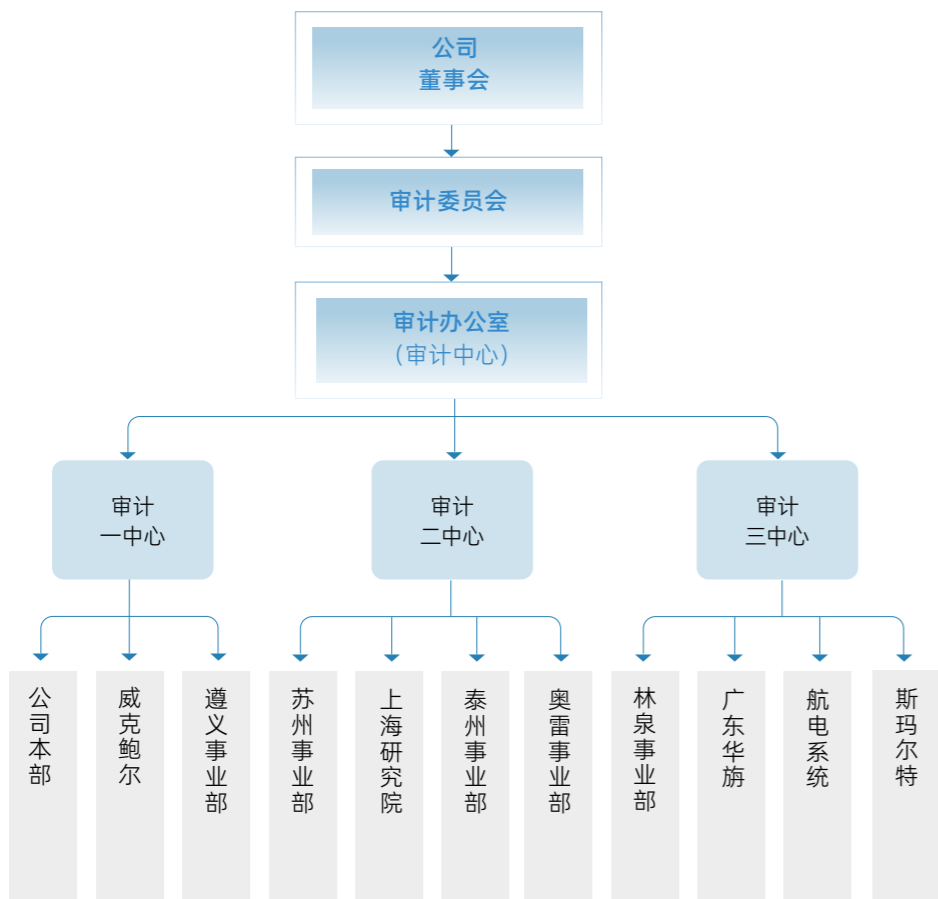 公司
董事会
审计委员会
审计办公室
（审计中心）
审计
一中心
审计
二中心
审计
三中心
公司本部
威克鲍尔
遵义事业部
苏州事业部
上海研究院
泰州事业部
奥雷事业部
林泉事业部
广东华旃
航电系统
斯玛尔特